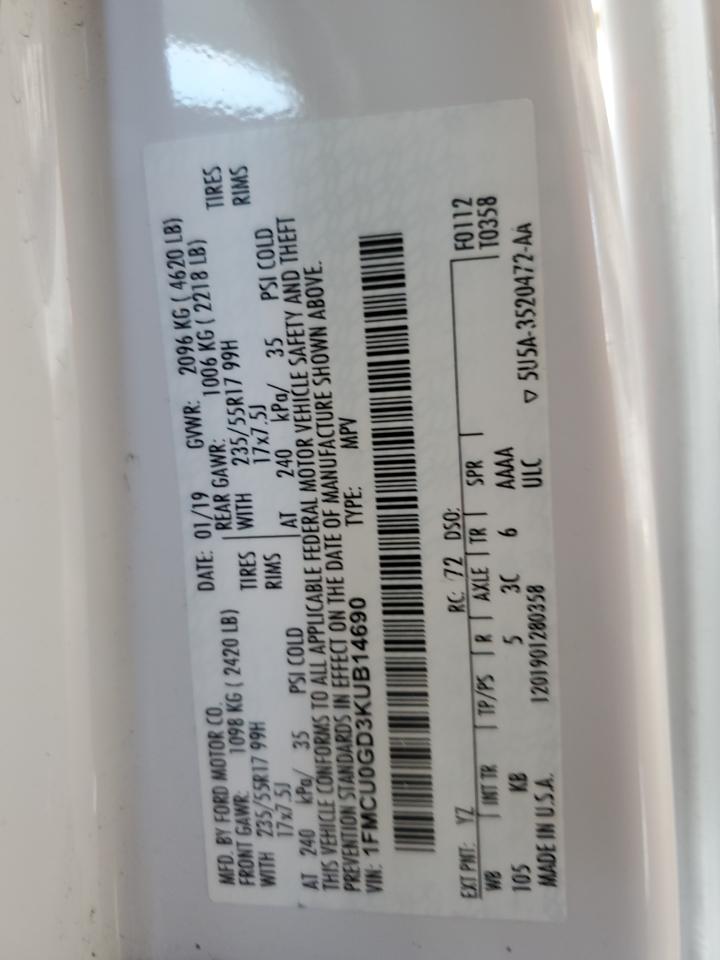 MFD. BY FORD MOTOR CO.
DATE: 01/19 GVWR: 2096 KG ( 4620 LB)
FRONT GAWR: 1098 KG ( 2420 LB) REAR GAWR: 1006 KG ( 2218 LB)
WITH 235/55R17 99H TIRES WITH 235/55R17 99H TIRES
17x7.5J RIMS 17x7.5J RIMS
AT 240 kPa/ 35 PSI COLD AT 240 kPa/ 35 PSI COLD
THIS VEHICLE CONFORMS TO ALL APPLICABLE FEDERAL MOTOR VEHICLE SAFETY AND THEFT
PREVENTION STANDARDS IN EFFECT ON THE DATE OF MANUFACTURE SHOWN ABOVE.
VIN: 1FMCU0GD3KUB14690 TYPE: MPV
EXT PNT: YZ RC: 72 DSO: F0112
WB INT TR TP/PS R AXLE TR SPR T0358
105 KB 5 3C 6 AAAA
MADE IN U.S.A. 1201901280358 ULC ▽ 5U5A-3520472-AA